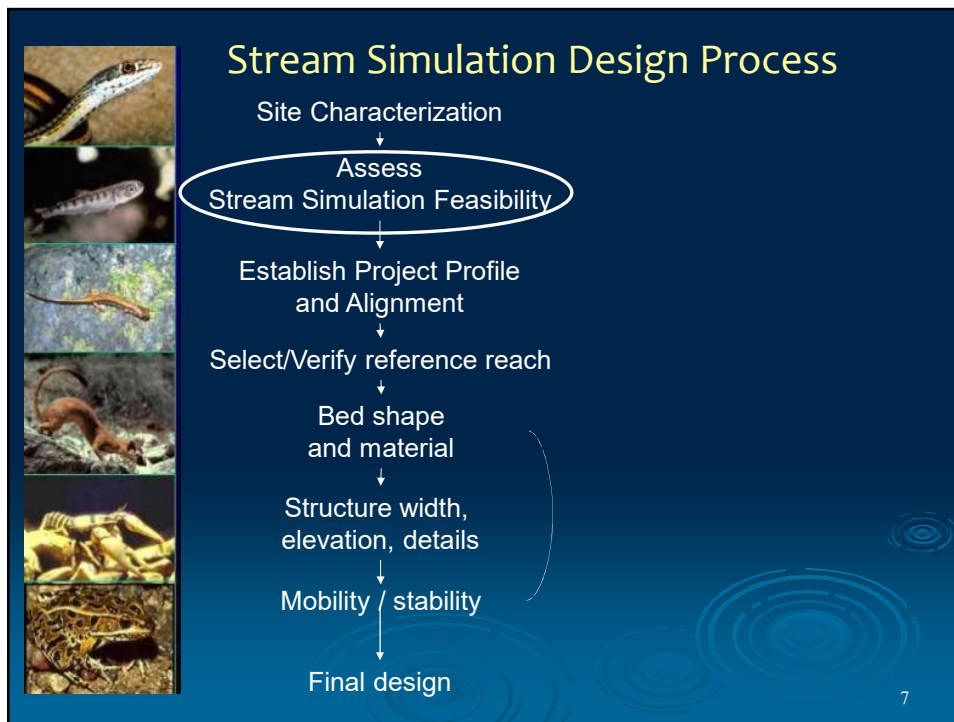 Stream Simulation Design Process
Site Characterization
Assess
Stream Simulation Feasibility
Establish Project Profile
and Alignment
Select/Verify reference reach
Bed shape
and material
Structure width,
elevation, details
Mobility / stability
Final design
7